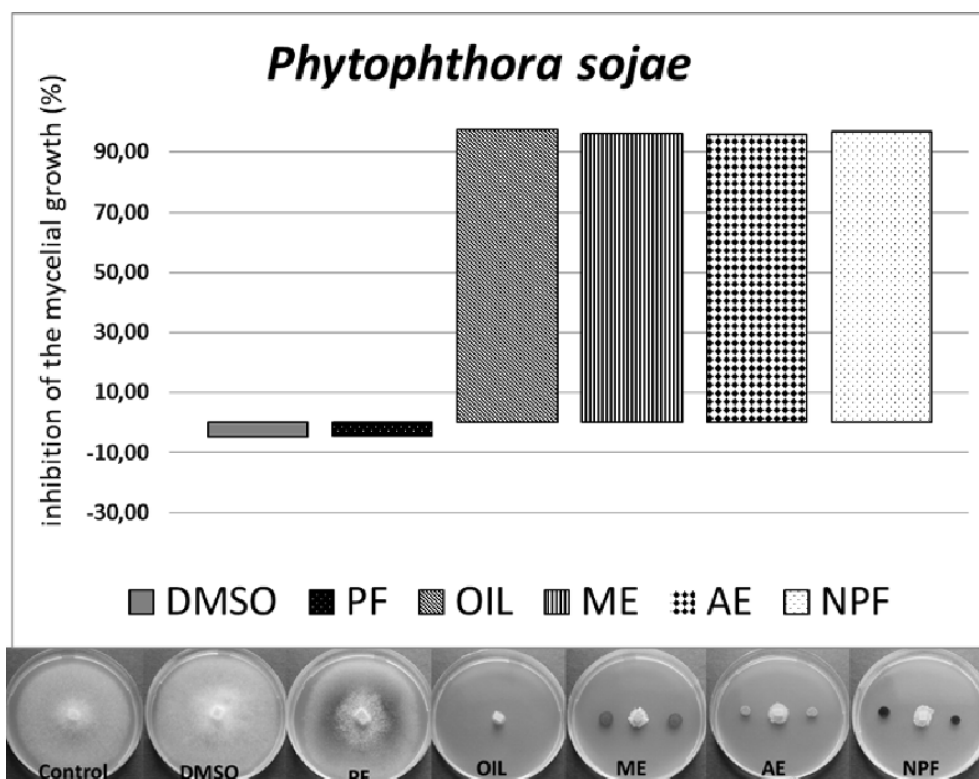 Phytophthora sojae
inhibition of the mycelial growth (%)
90,00
70,00
50,00
30,00
10,00
-10,00
-30,00
DMSO PF OIL ME AE NPF
Control DMSO PF OIL ME AE NPF